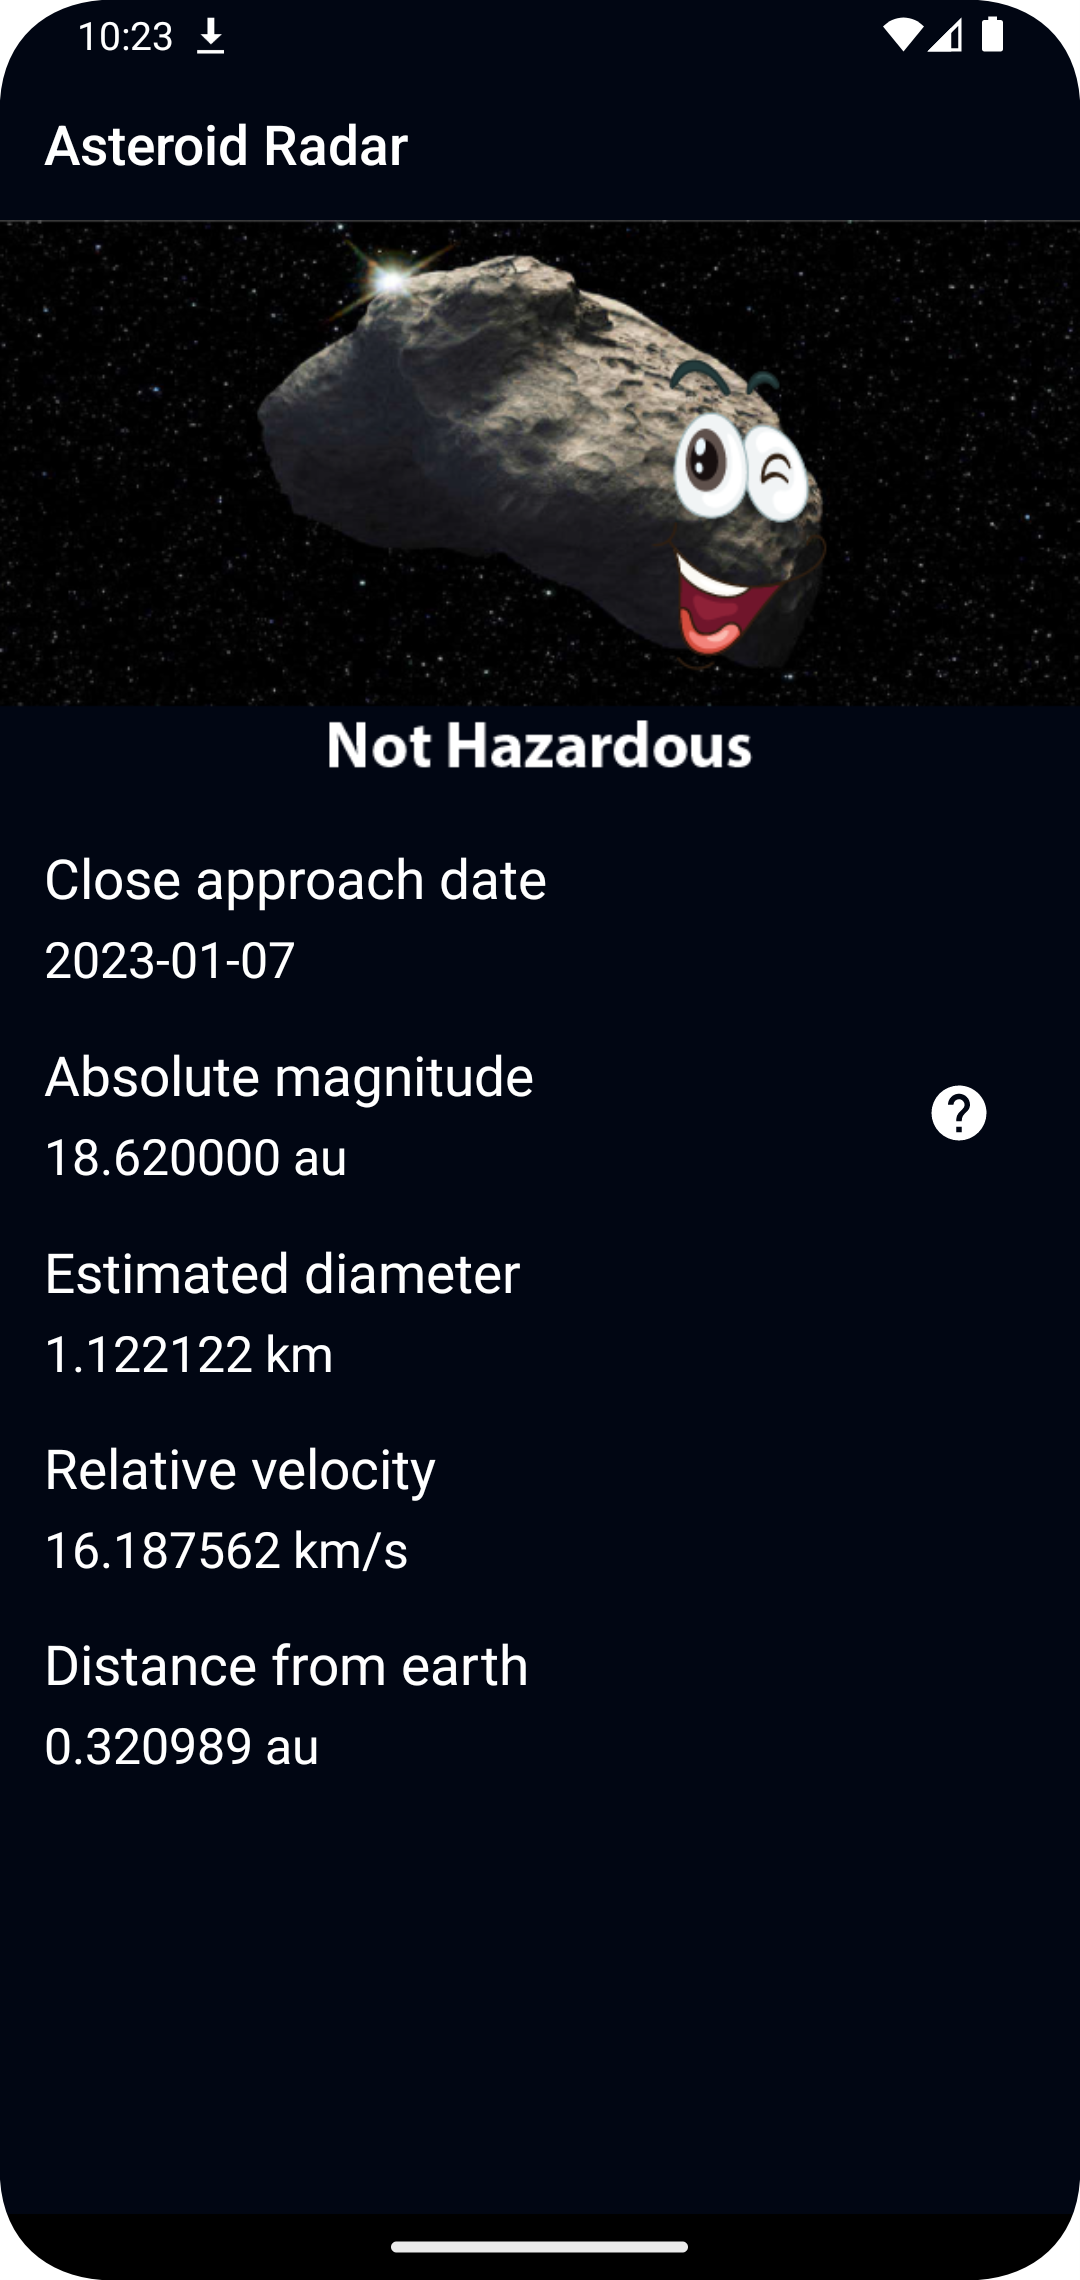 10:23
Asteroid Radar
Not Hazardous
Close approach date
2023-01-07
Absolute magnitude
18.620000 au
?
Estimated diameter
1.122122 km
Relative velocity
16.187562 km/s
Distance from earth
0.320989 au